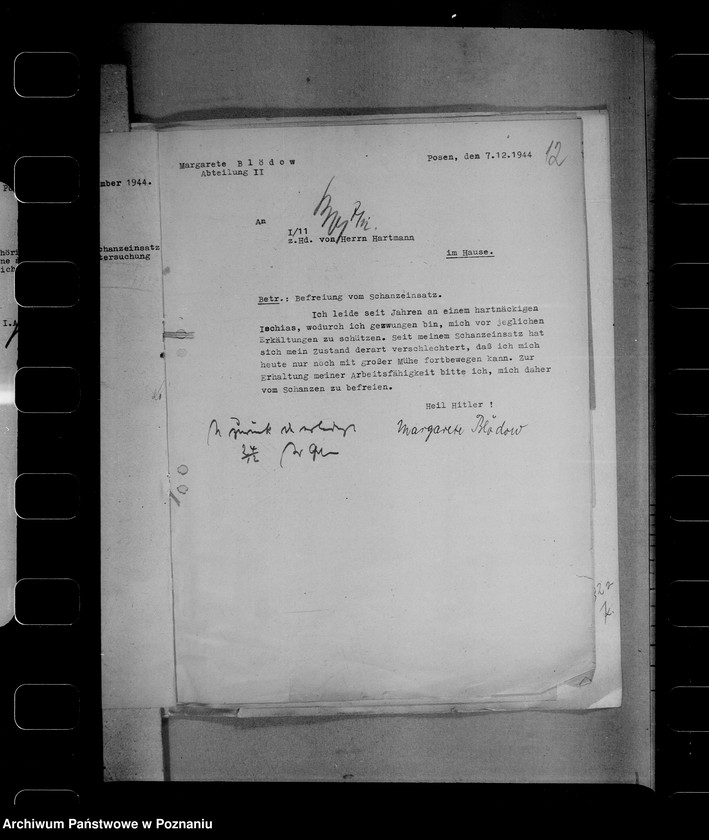 Margarete Blödow
Abteilung II
Posen, den 7.12.1944
12
mber 1944.
An
I/11
z.Hd. von Herrn Hartmann
im Hause.
chanzeinsatz
tersuchung
Betr.: Befreiung vom Schanzeinsatz.
Ich leide seit Jahren an einem hartnäckigen
Ischias, wodurch ich gezwungen bin, mich vor jeglichen
Erkältungen zu schützen. Seit meinem Schanzeinsatz hat
sich mein Zustand derart verschlechtert, daß ich mich
heute nur noch mit großer Mühe fortbewegen kann. Zur
Erhaltung meiner Arbeitsfähigkeit bitte ich, mich daher
vom Schanzen zu befreien.
Heil Hitler !
Margarete Blödow
zurück
I.A
Archiwum Państwowe w Poznaniu